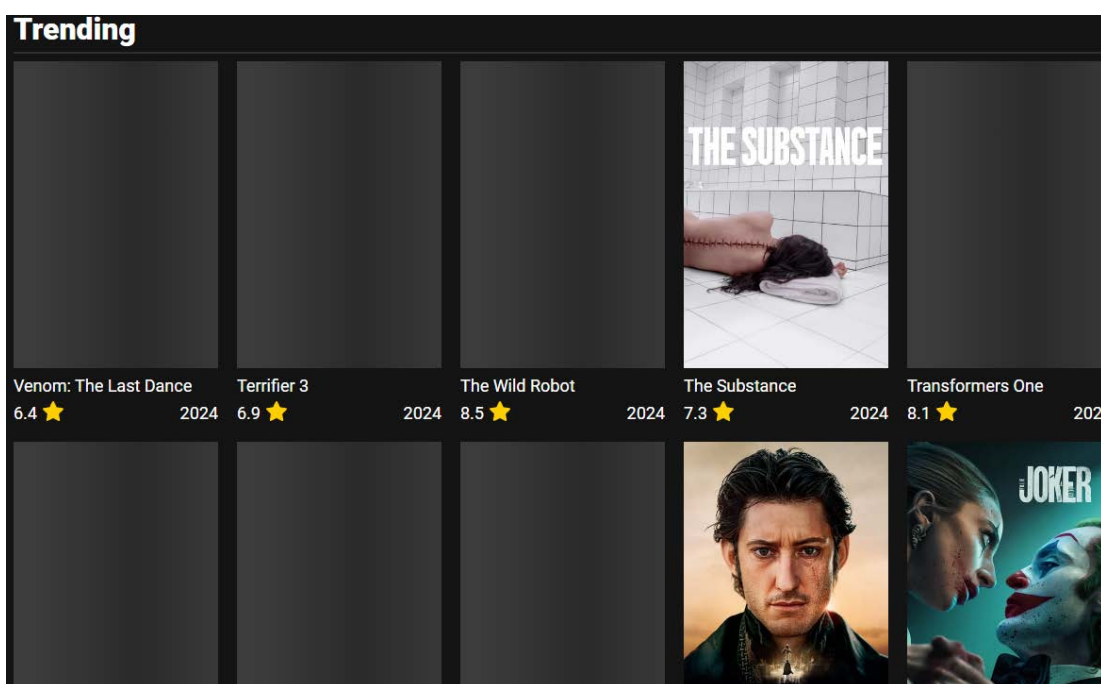 Trending
THE SUBSTANCE
Venom: The Last Dance
6.4 2024
Terrifier 3
6.9 2024
The Wild Robot
8.5 2024
The Substance
7.3 2024
Transformers One
8.1 202
JOKER